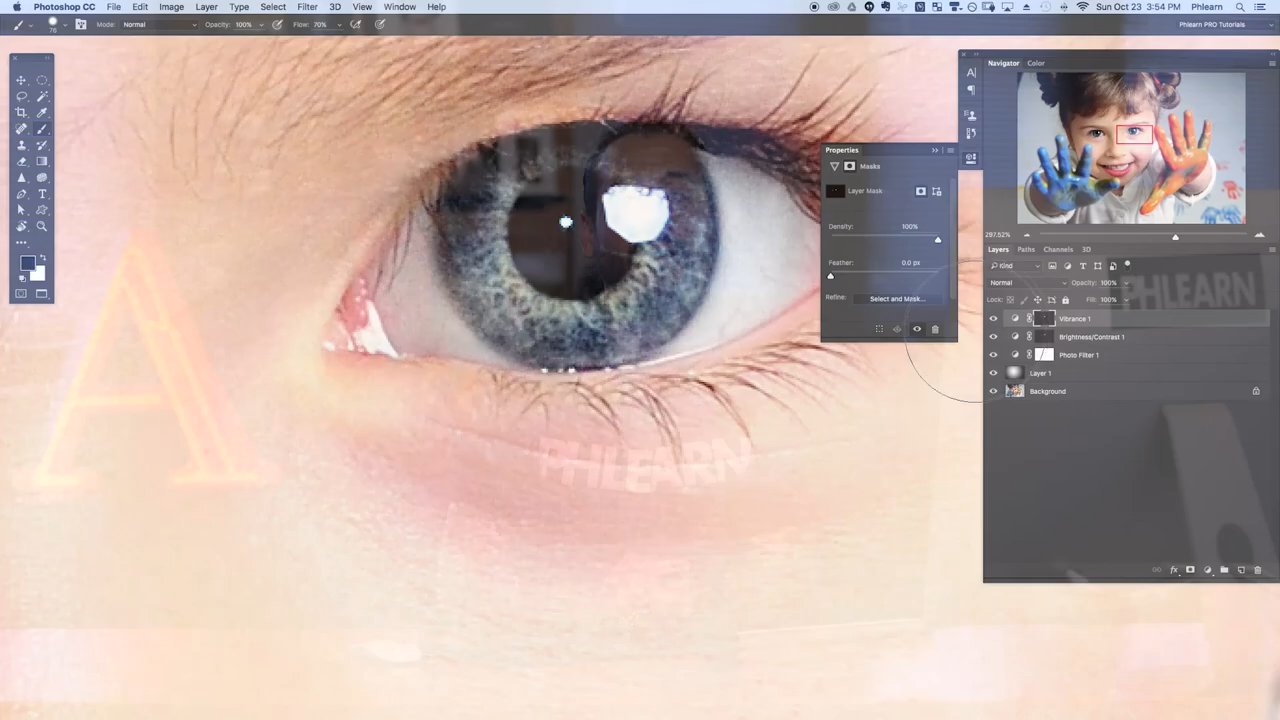 Photoshop CC File Edit Image Layer Type Select Filter 3D View Window Help Sun Oct 23 3:54 PM Phlearn
76 Mode: Normal Opacity: 100% Flow: 70% Phlearn PRO Tutorials
Navigator Color
Properties
Masks
Layer Mask
Density: 100%
Feather: 0.0 px
Refine: Select and Mask...
297.62%
Layers Paths Channels 3D
Kind
Normal Opacity: 100%
Lock: Fill: 100%
Vibrance 1
Brightness/Contrast 1
Photo Filter 1
Layer 1
Background
PHLEARN
A
PHLEARN